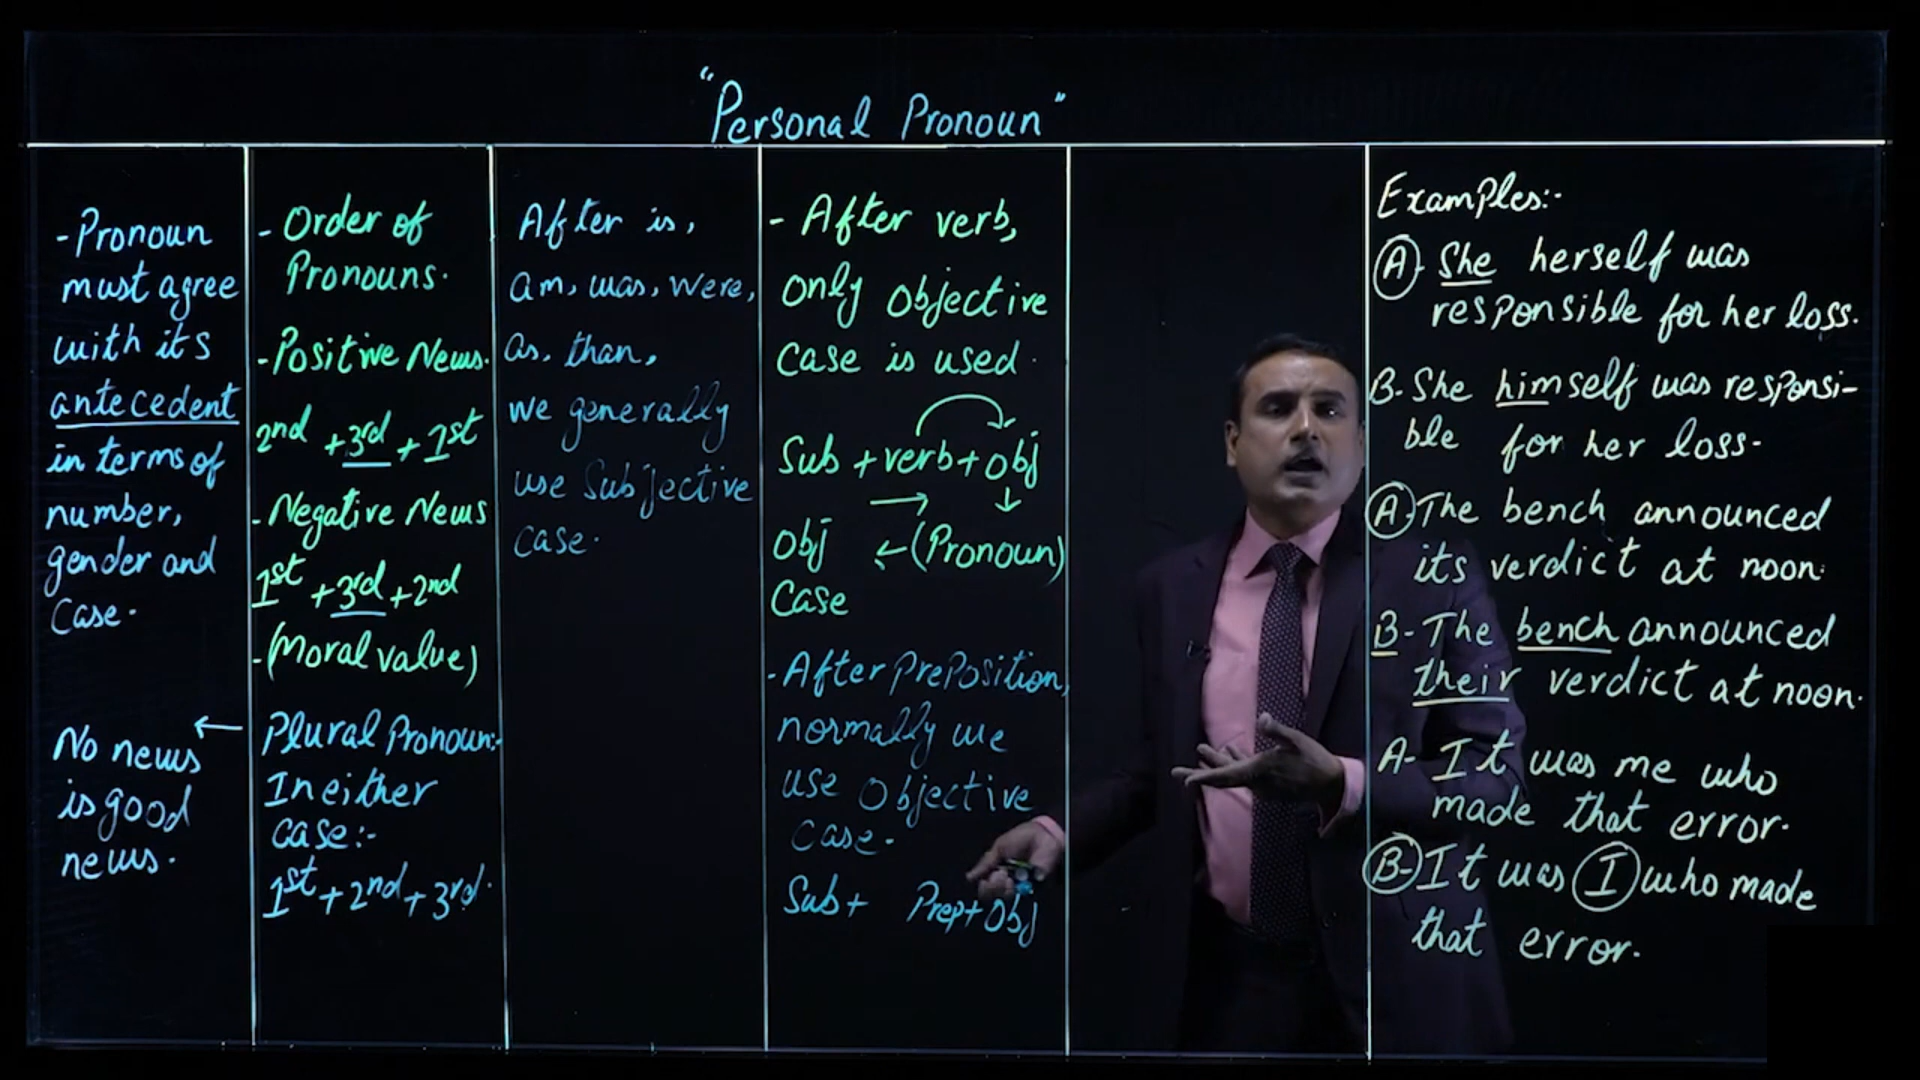 "Personal Pronoun"
- Pronoun
must agree
with its
antecedent
in terms of
number,
gender and
Case.
No news
is good
news.
- Order of
Pronouns.
- Positive News.
2nd + 3rd + 1st
- Negative News
1st + 3rd + 2nd
- (Moral value)
Plural Pronoun:-
In either
case:-
1st + 2nd + 3rd.
After is,
am, was, were,
as, than,
we generally
use Subjective
case.
- After verb,
only objective
case is used.
Sub + verb + obj
Obj ← (Pronoun)
Case
- After Preposition,
normally we
use Objective
Case.
Sub + Prep + Obj
Examples:-
A- She herself was
responsible for her loss.
B- She himself was responsi-
ble for her loss-
A) The bench announced
its verdict at noon.
B- The bench announced
their verdict at noon.
A- It was me who
made that error.
B- It was I who made
that error.